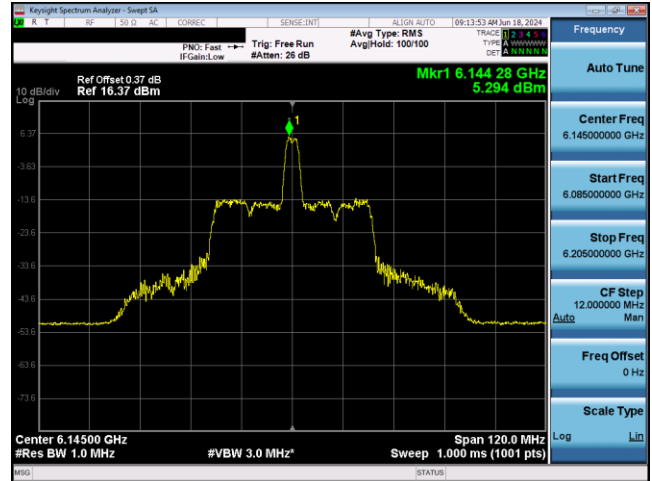 Keysight Spectrum Analyzer - Swept SA
R T RF 50 Ω AC CORREC SENSE:INT ALIGN AUTO 09:13:53 AM Jun 18, 2024
PNO: Fast Trig: Free Run #Avg Type: RMS TRACE 1 2 3 4 5 6
IFGain:Low #Atten: 26 dB Avg|Hold: 100/100 TYPE A WWWWW
DET A N N N N N
Mkr1 6.144 28 GHz
5.294 dBm
Ref Offset 0.37 dB
10 dB/div Ref 16.37 dBm
Log
1
6.37
-3.63
-13.6
-23.6
-33.6
-43.6
-53.6
-63.6
-73.6
Center 6.14500 GHz Span 120.0 MHz
#Res BW 1.0 MHz #VBW 3.0 MHz* Sweep 1.000 ms (1001 pts)
MSG STATUS
Frequency
Auto Tune
Center Freq
6.145000000 GHz
Start Freq
6.085000000 GHz
Stop Freq
6.205000000 GHz
CF Step
12.000000 MHz
Auto Man
Freq Offset
0 Hz
Scale Type
Log Lin